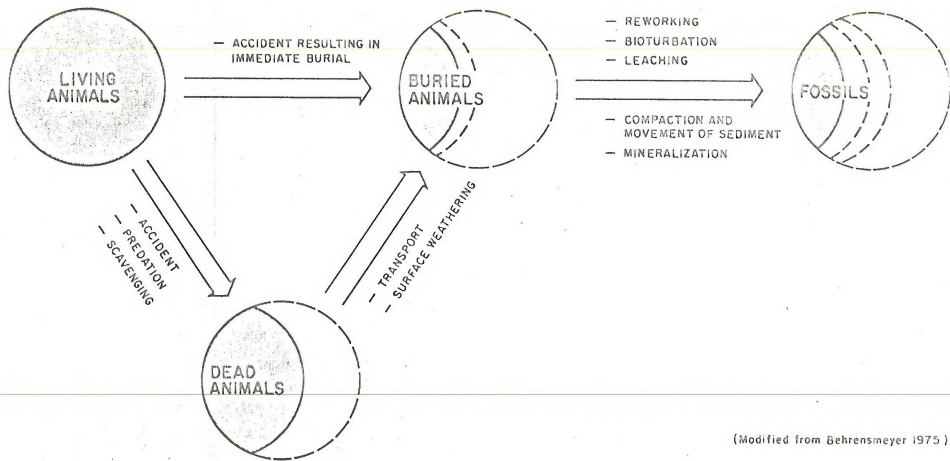 LIVING
ANIMALS
– ACCIDENT RESULTING IN
IMMEDIATE BURIAL
BURIED
ANIMALS
– REWORKING
– BIOTURBATION
– LEACHING
– COMPACTION AND
MOVEMENT OF SEDIMENT
– MINERALIZATION
FOSSILS
– ACCIDENT
– PREDATION
– SCAVENGING
– TRANSPORT
– SURFACE WEATHERING
DEAD
ANIMALS
(Modified from Behrensmeyer 1975)